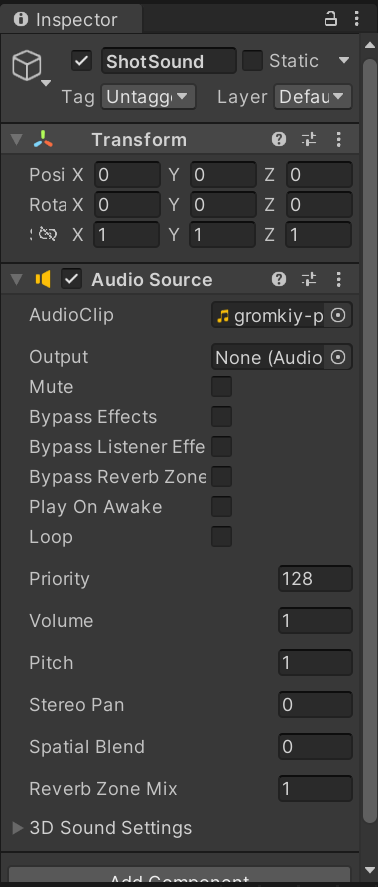 Inspector
ShotSound Static
Tag Untagg Layer Defau
Transform
Posi X 0 Y 0 Z 0
Rota X 0 Y 0 Z 0
X 1 Y 1 Z 1
Audio Source
AudioClip gromkiy-p
Output None (Audio
Mute
Bypass Effects
Bypass Listener Effe
Bypass Reverb Zone
Play On Awake
Loop
Priority 128
Volume 1
Pitch 1
Stereo Pan 0
Spatial Blend 0
Reverb Zone Mix 1
3D Sound Settings
Add Component